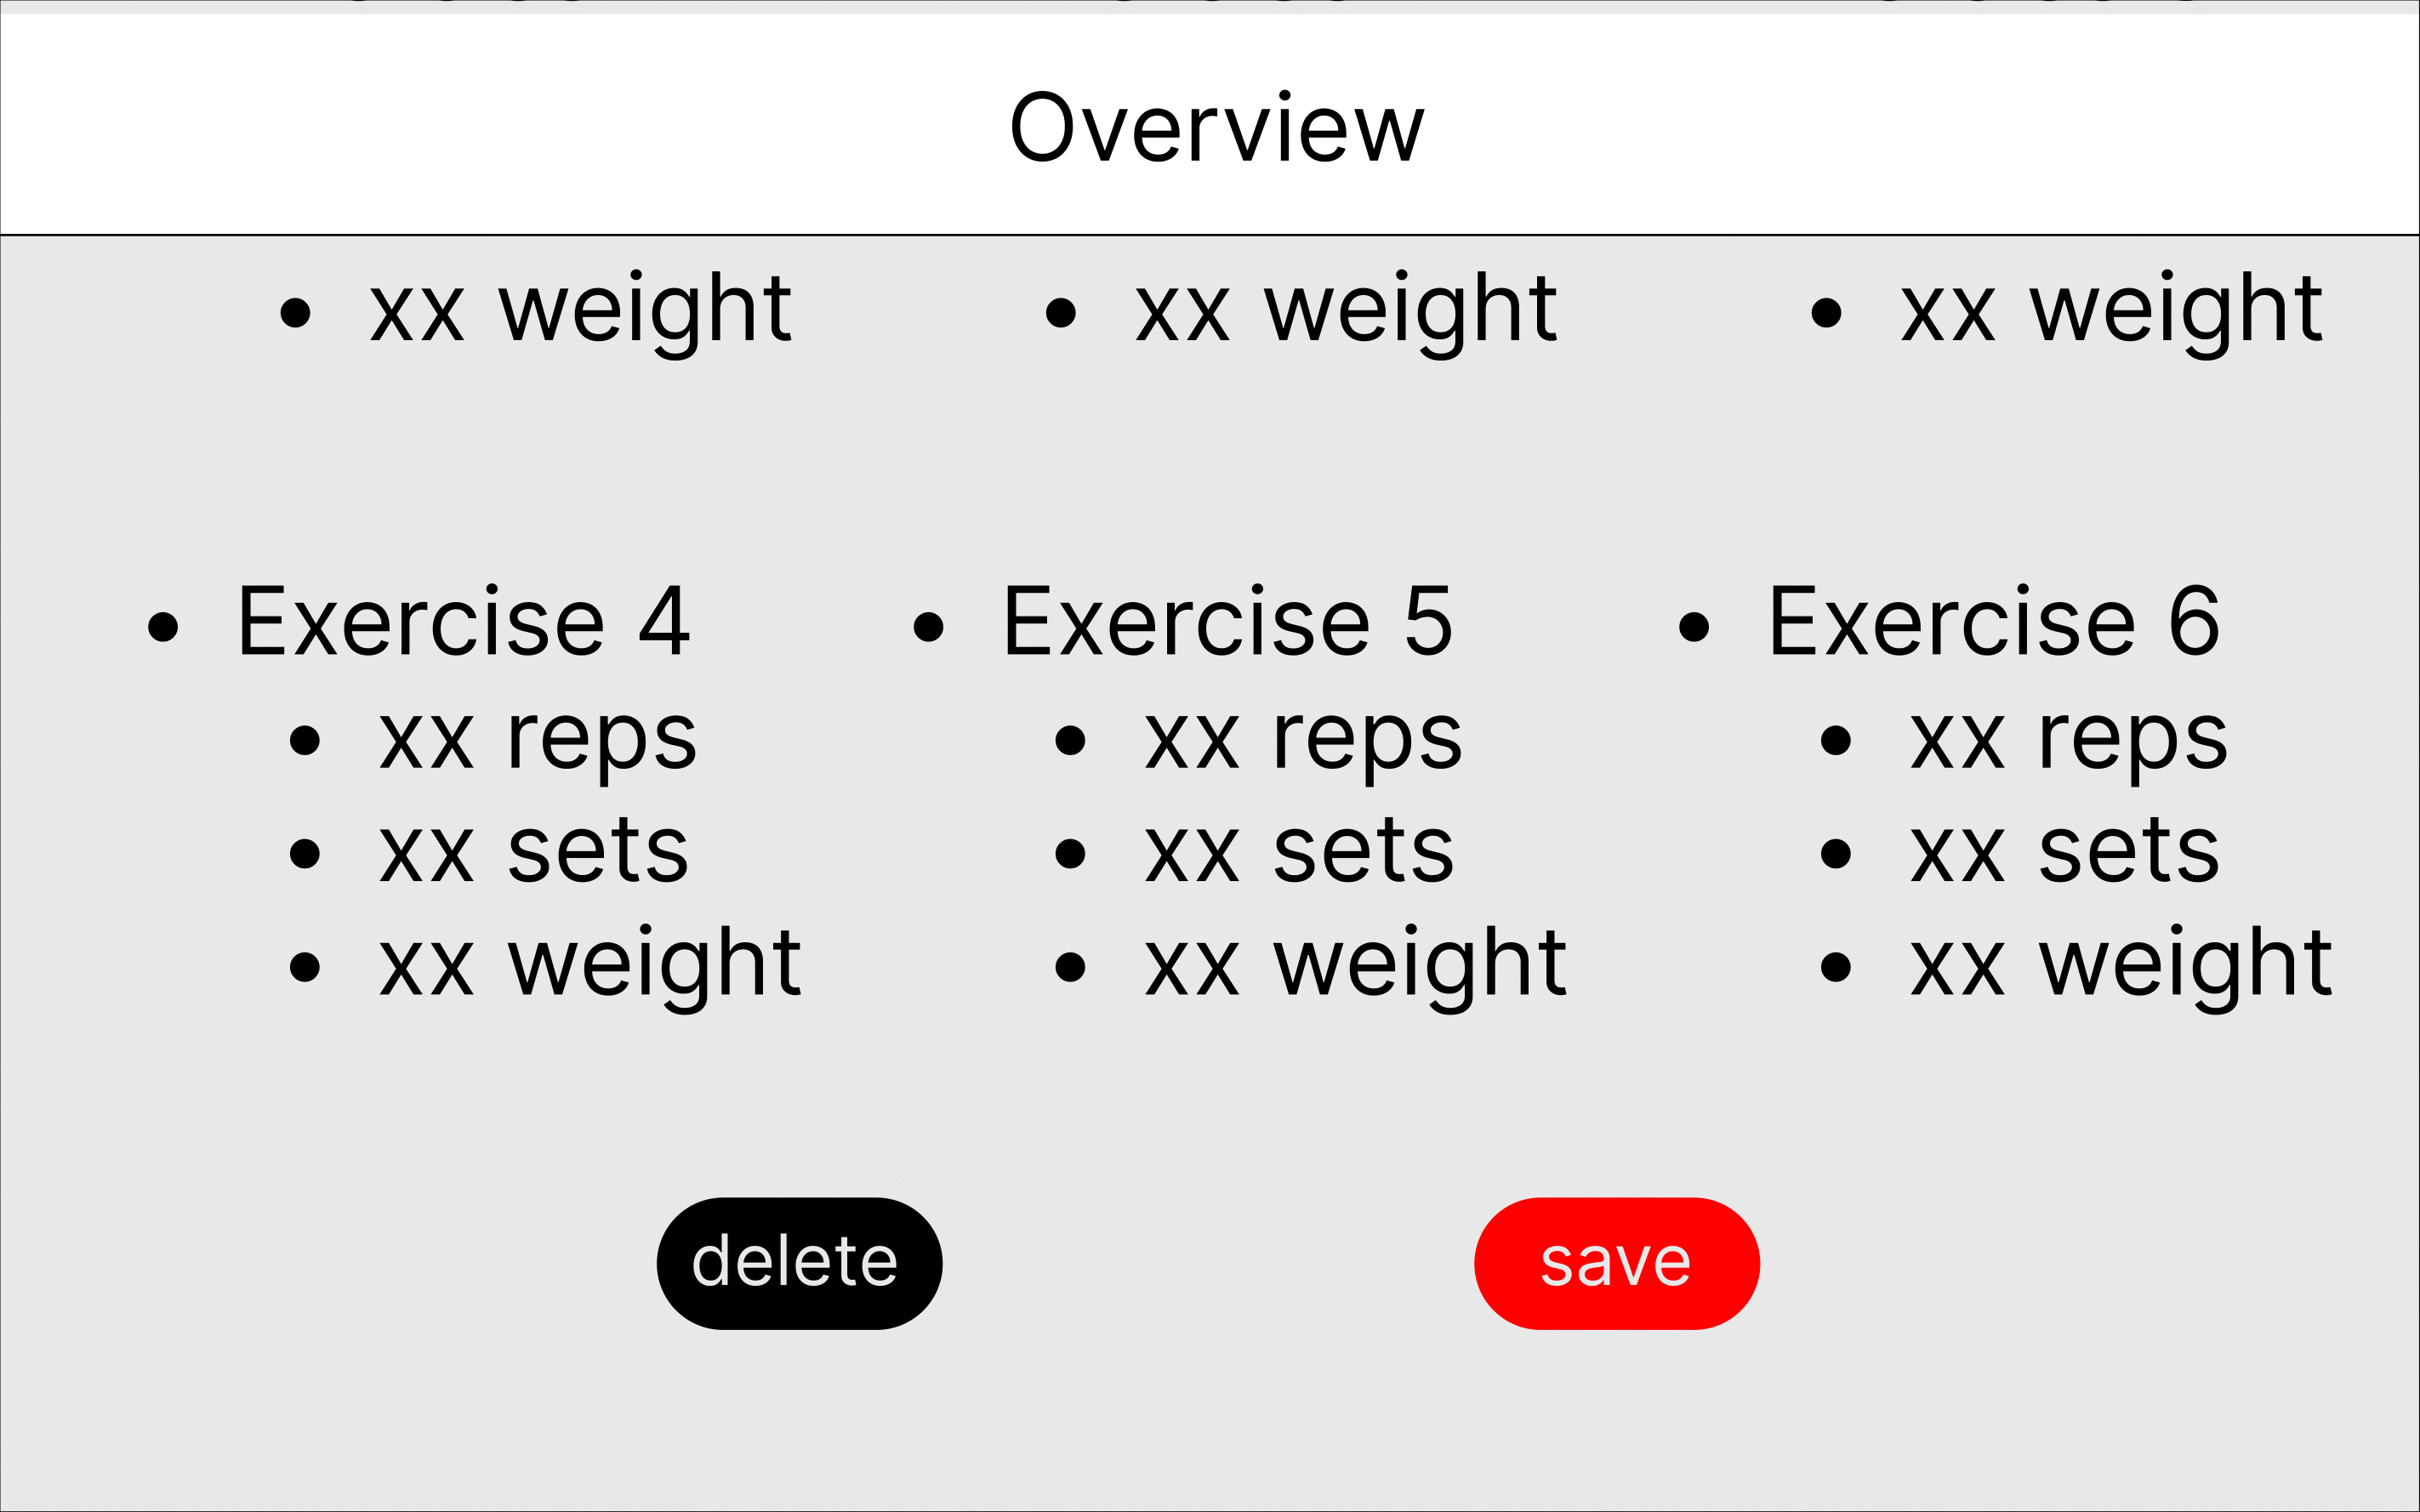 Overview
• xx weight
• xx weight
• xx weight
• Exercise 4
• xx reps
• xx sets
• xx weight
• Exercise 5
• xx reps
• xx sets
• xx weight
• Exercise 6
• xx reps
• xx sets
• xx weight
delete
save